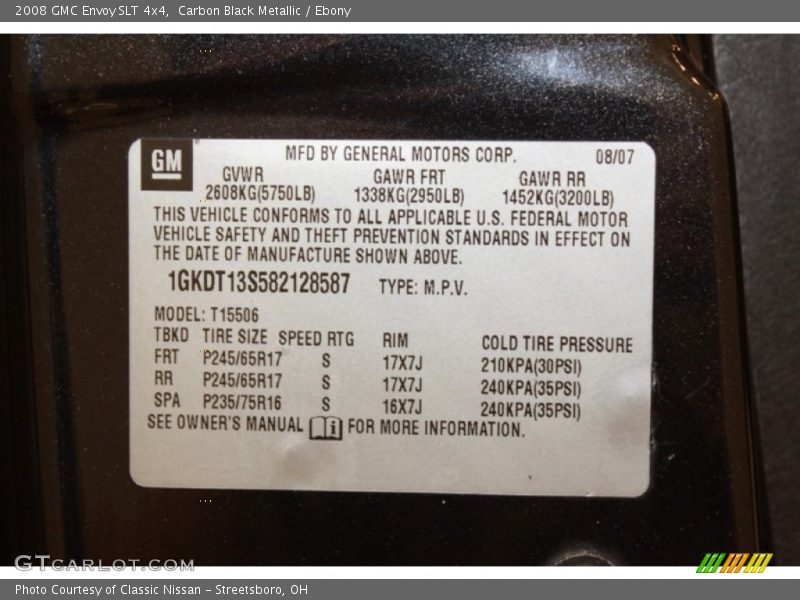 2008 GMC Envoy SLT 4x4,  Carbon Black Metallic / Ebony
GM
MFD BY GENERAL MOTORS CORP. 08/07
GVWR GAWR FRT GAWR RR
2608KG(5750LB) 1338KG(2950LB) 1452KG(3200LB)
THIS VEHICLE CONFORMS TO ALL APPLICABLE U.S. FEDERAL MOTOR
VEHICLE SAFETY AND THEFT PREVENTION STANDARDS IN EFFECT ON
THE DATE OF MANUFACTURE SHOWN ABOVE.
1GKDT13S582128587 TYPE: M.P.V.
MODEL: T15506
TBKD TIRE SIZE SPEED RTG RIM COLD TIRE PRESSURE
FRT P245/65R17 S 17X7J 210KPA(30PSI)
RR P245/65R17 S 17X7J 240KPA(35PSI)
SPA P235/75R16 S 16X7J 240KPA(35PSI)
SEE OWNER'S MANUAL FOR MORE INFORMATION.
GTCARLOT.COM
Photo Courtesy of Classic Nissan - Streetsboro, OH